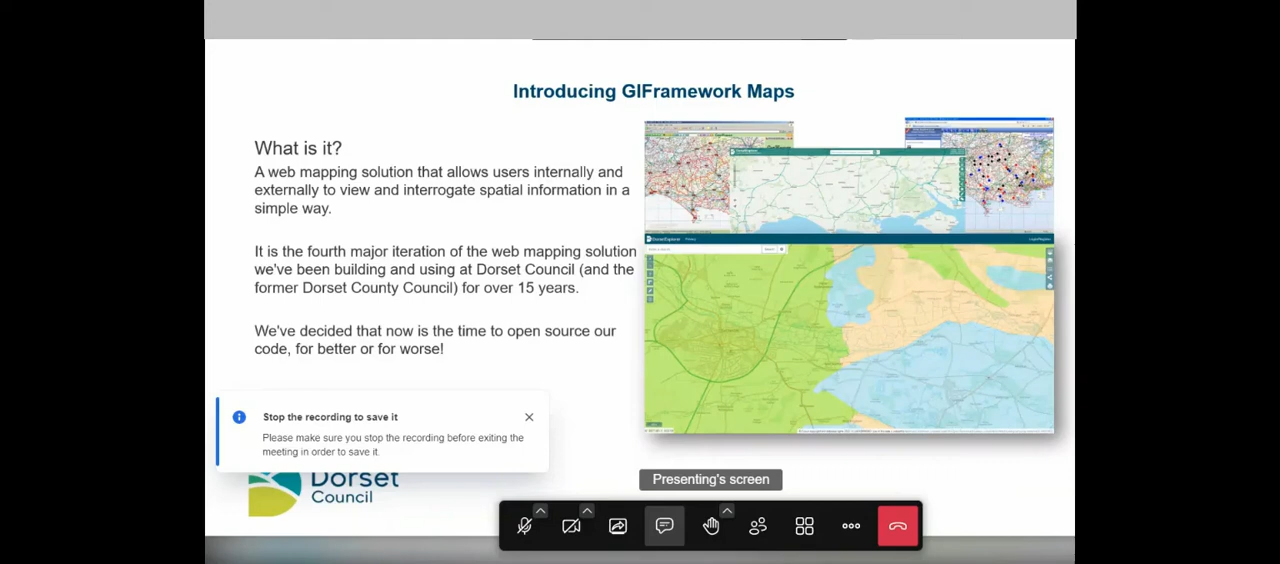 Introducing GIFramework Maps
What is it?
A web mapping solution that allows users internally and
externally to view and interrogate spatial information in a
simple way.
It is the fourth major iteration of the web mapping solution
we've been building and using at Dorset Council (and the
former Dorset County Council) for over 15 years.
We've decided that now is the time to open source our
code, for better or for worse!
Stop the recording to save it
Please make sure you stop the recording before exiting the
meeting in order to save it.
Dorset
Council
Presenting's screen